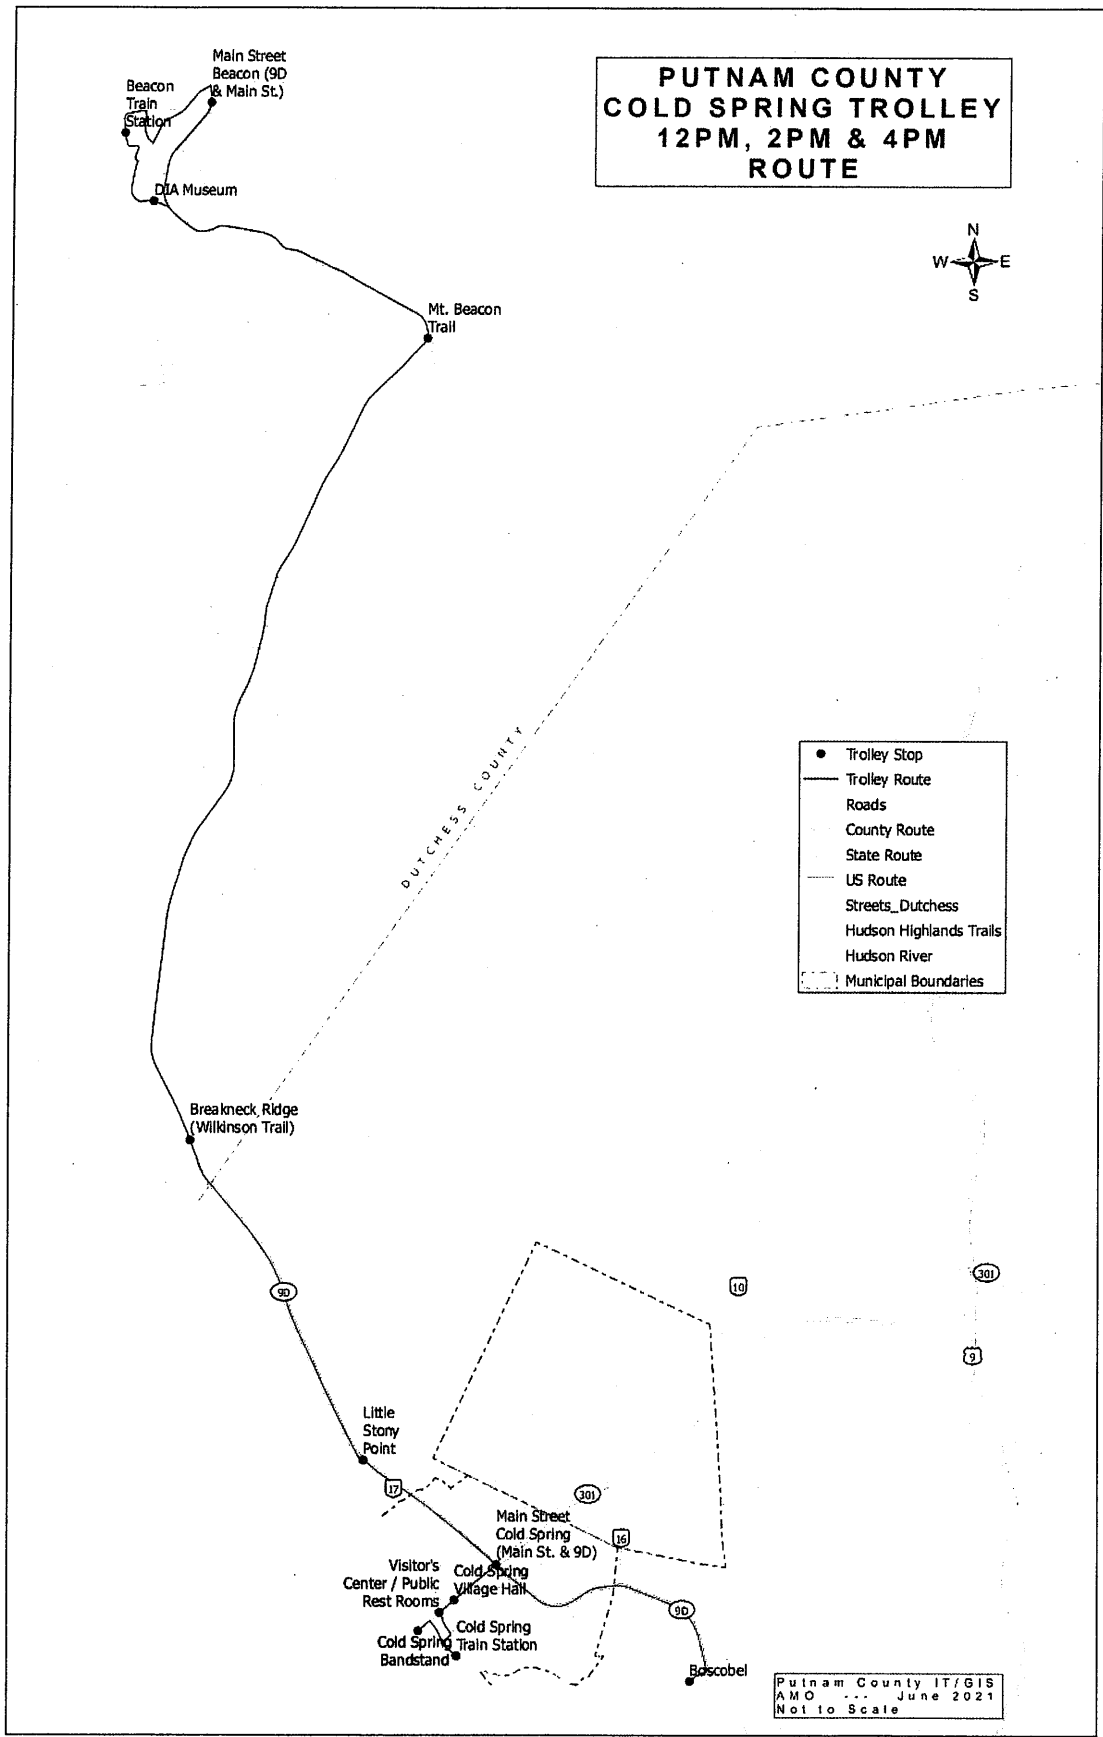 PUTNAM COUNTY
COLD SPRING TROLLEY
12PM, 2PM & 4PM
ROUTE
Main Street
Beacon (9D
& Main St.)
Beacon
Train
Station
DIA Museum
N
W
E
S
Mt. Beacon
Trail
DUTCHESS COUNTY
Trolley Stop
Trolley Route
Roads
County Route
State Route
US Route
Streets_Dutchess
Hudson Highlands Trails
Hudson River
Municipal Boundaries
Breakneck Ridge
(Wilkinson Trail)
9D
10
301
9
Little
Stony
Point
17
301
Main Street
Cold Spring
(Main St. & 9D)
16
Visitor's
Center / Public
Rest Rooms
Cold Spring
Village Hall
9D
Cold Spring
Train Station
Cold Spring
Bandstand
Boscobel
Putnam County IT/GIS
AMO --- June 2021
Not to Scale